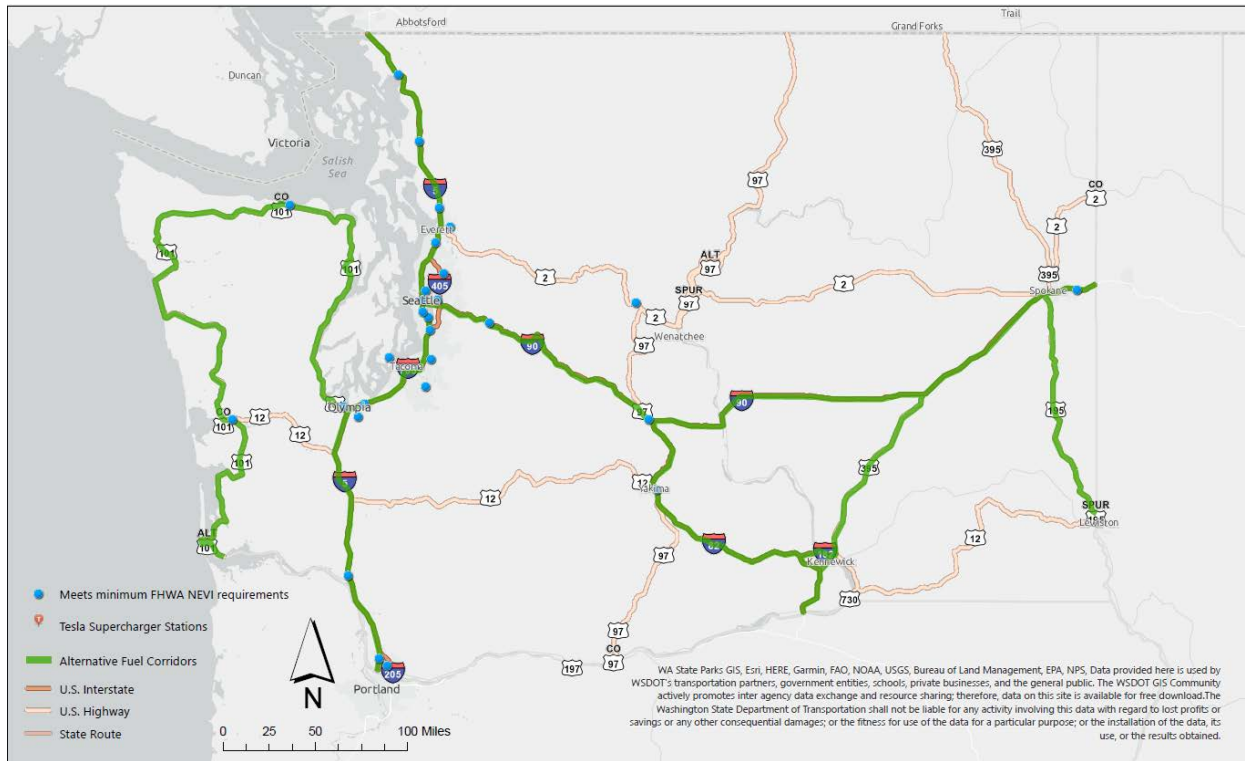 Abbotsford
Grand Forks
Trail
Duncan
Victoria
Salish
Sea
CO
101
101
101
5
Everett
405
Seattle
2
97
395
ALT
97
SPUR
97
2
CO
2
2
395
Spokane
2
Wenatchee
97
90
97
90
Tacoma
Olympia
CO
101
12
12
101
5
12
12
Yakima
395
195
SPUR
Lewiston
ALT
101
82
97
Kennewick
12
730
97
CO
97
197
205
Portland
Meets minimum FHWA NEVI requirements
Tesla Supercharger Stations
Alternative Fuel Corridors
U.S. Interstate
U.S. Highway
State Route
N
0 25 50 100 Miles
WA State Parks GIS, Esri, HERE, Garmin, FAO, NOAA, USGS, Bureau of Land Management, EPA, NPS, Data provided here is used by
WSDOT's transportation partners, government entities, schools, private businesses, and the general public. The WSDOT GIS Community
actively promotes inter agency data exchange and resource sharing; therefore, data on this site is available for free download.The
Washington State Department of Transportation shall not be liable for any activity involving this data with regard to lost profits or
savings or any other consequential damages; or the fitness for use of the data for a particular purpose; or the installation of the data, its
use, or the results obtained.